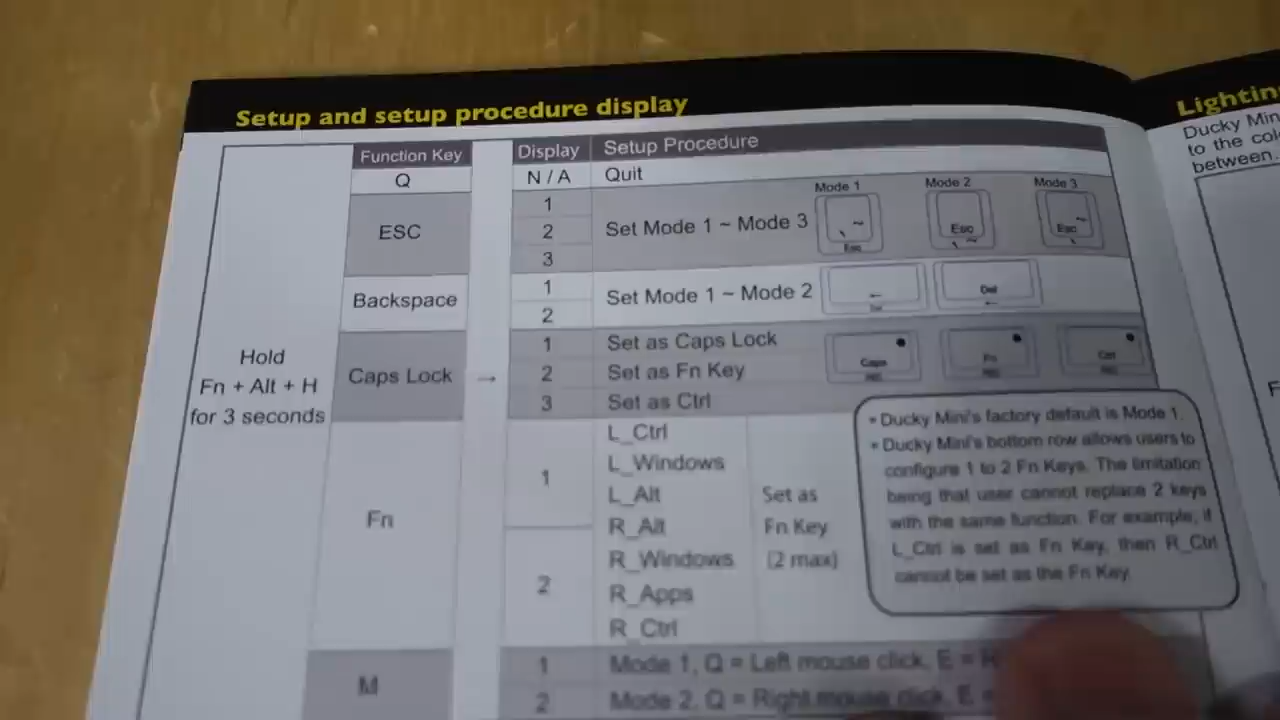 Setup and setup procedure display
Function Key Display Setup Procedure
Q N / A Quit
Mode 1 Mode 2 Mode 3
ESC
1
2
3
Set Mode 1 ~ Mode 3
~ Esc
Esc ~
Esc ~
Backspace
1
2
Set Mode 1 ~ Mode 2
← Del
Del ←
Hold
Fn + Alt + H
for 3 seconds
Caps Lock
→
1 Set as Caps Lock
2 Set as Fn Key
3 Set as Ctrl
Caps
Fn
Ctrl
Fn
1
2
L_Ctrl
L_Windows
L_Alt
R_Alt
R_Windows
R_Apps
R_Ctrl
Set as
Fn Key
(2 max)
• Ducky Mini's factory default is Mode 1.
• Ducky Mini's bottom row allows users to
configure 1 to 2 Fn Keys. The limitation
being that user cannot replace 2 keys
with the same function. For example; if
L_Ctrl is set as Fn Key, then R_Ctrl
cannot be set as the Fn Key.
M
1 Mode 1, Q = Left mouse click, E =
2 Mode 2, Q = Right mouse click, E =
Lightin
Ducky Min
to the col
between.